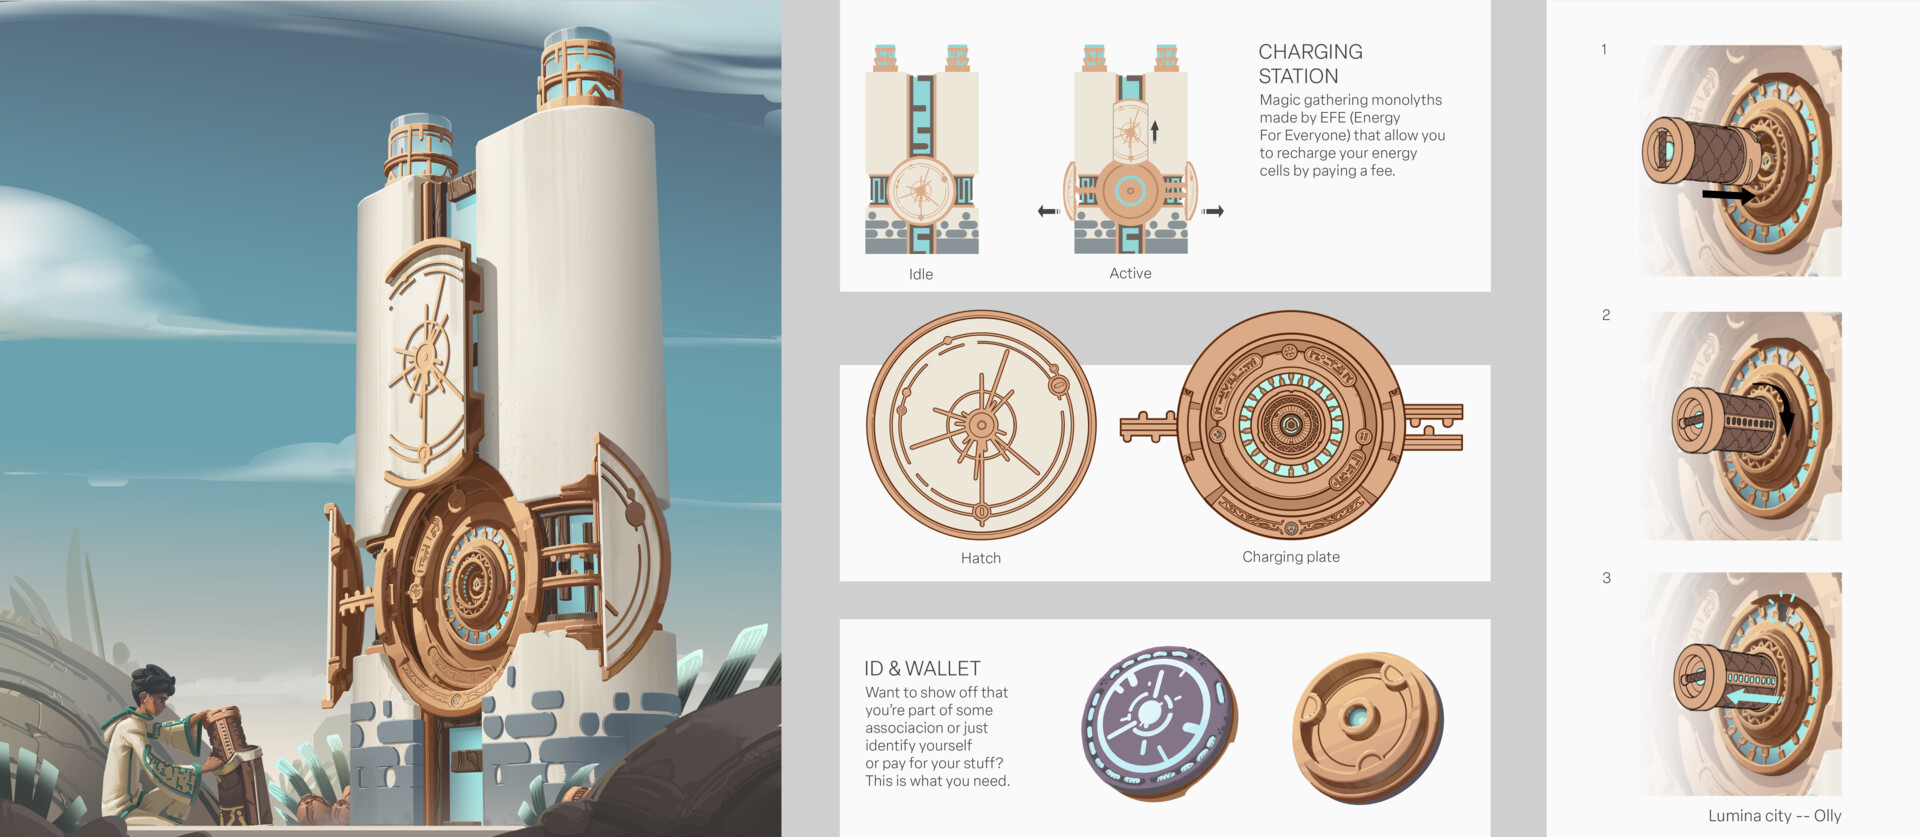 CHARGING
STATION
Magic gathering monolyths
made by EFE (Energy
For Everyone) that allow you
to recharge your energy
cells by paying a fee.
Idle
Active
Hatch
Charging plate
ID & WALLET
Want to show off that
you're part of some
associacion or just
identify yourself
or pay for your stuff?
This is what you need.
1
2
3
Lumina city -- Olly